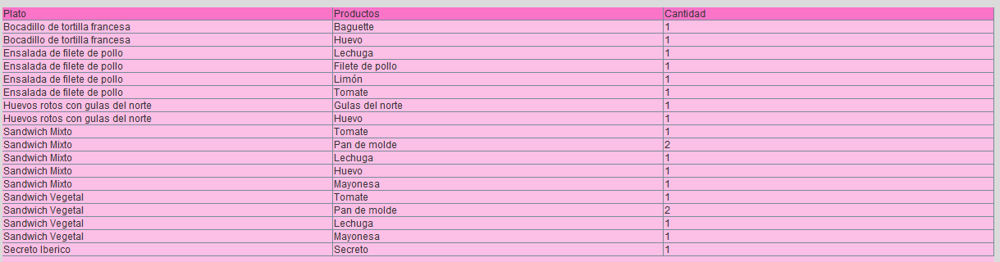 Plato Productos Cantidad
Bocadillo de tortilla francesa Baguette 1
Bocadillo de tortilla francesa Huevo 1
Ensalada de filete de pollo Lechuga 1
Ensalada de filete de pollo Filete de pollo 1
Ensalada de filete de pollo Limón 1
Ensalada de filete de pollo Tomate 1
Huevos rotos con gulas del norte Gulas del norte 1
Huevos rotos con gulas del norte Huevo 1
Sandwich Mixto Tomate 1
Sandwich Mixto Pan de molde 2
Sandwich Mixto Lechuga 1
Sandwich Mixto Huevo 1
Sandwich Mixto Mayonesa 1
Sandwich Vegetal Tomate 1
Sandwich Vegetal Pan de molde 2
Sandwich Vegetal Lechuga 1
Sandwich Vegetal Mayonesa 1
Secreto Iberico Secreto 1